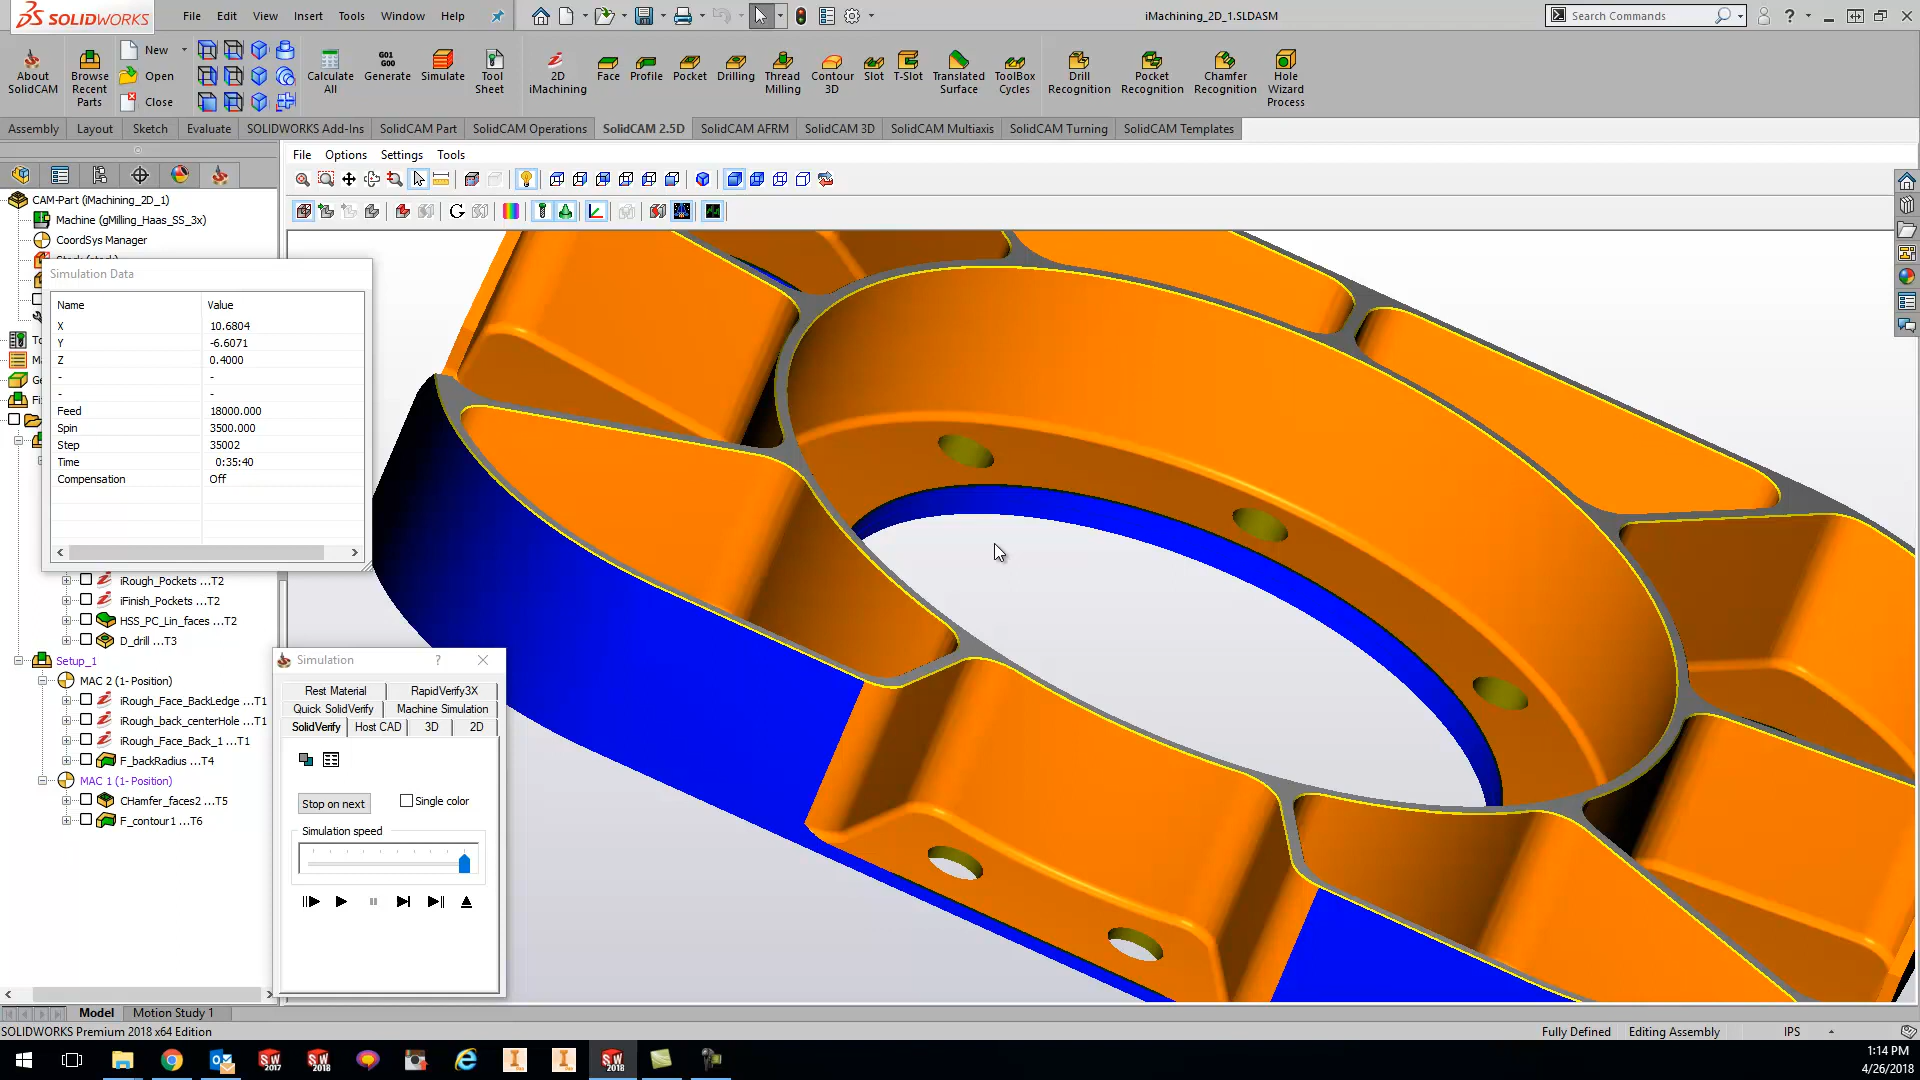 SOLIDWORKS
File Edit View Insert Tools Window Help
iMachining_2D_1.SLDASM
Search Commands
About SolidCAM
Browse Recent Parts
New
Open
Close
Calculate All
G01 G00
Generate
Simulate
Tool Sheet
2D iMachining
Face
Profile
Pocket
Drilling
Thread Milling
Contour 3D
Slot
T-Slot
Translated Surface
ToolBox Cycles
Drill Recognition
Pocket Recognition
Chamfer Recognition
Hole Wizard Process
Assembly Layout Sketch Evaluate SOLIDWORKS Add-Ins SolidCAM Part SolidCAM Operations SolidCAM 2.5D SolidCAM AFRM SolidCAM 3D SolidCAM Multiaxis SolidCAM Turning SolidCAM Templates
File Options Settings Tools
CAM-Part (iMachining_2D_1)
Machine (gMilling_Haas_SS_3x)
CoordSys Manager
Simulation Data
Name Value
X 10.6804
Y -6.6071
Z 0.4000
- -
- -
Feed 18000.000
Spin 3500.000
Step 35002
Time 0:35:40
Compensation Off
iRough_Pockets ...T2
iFinish_Pockets ...T2
HSS_PC_Lin_faces ...T2
D_drill ...T3
Setup_1
MAC 2 (1- Position)
iRough_Face_BackLedge ...T1
iRough_back_centerHole ...T1
iRough_Face_Back_1 ...T1
F_backRadius ...T4
MAC 1 (1- Position)
CHamfer_faces2 ...T5
F_contour1 ...T6
Simulation ?
Rest Material RapidVerify3X
Quick SolidVerify Machine Simulation
SolidVerify Host CAD 3D 2D
Stop on next Single color
Simulation speed
Model Motion Study 1
SOLIDWORKS Premium 2018 x64 Edition
Fully Defined Editing Assembly IPS
1:14 PM
4/26/2018